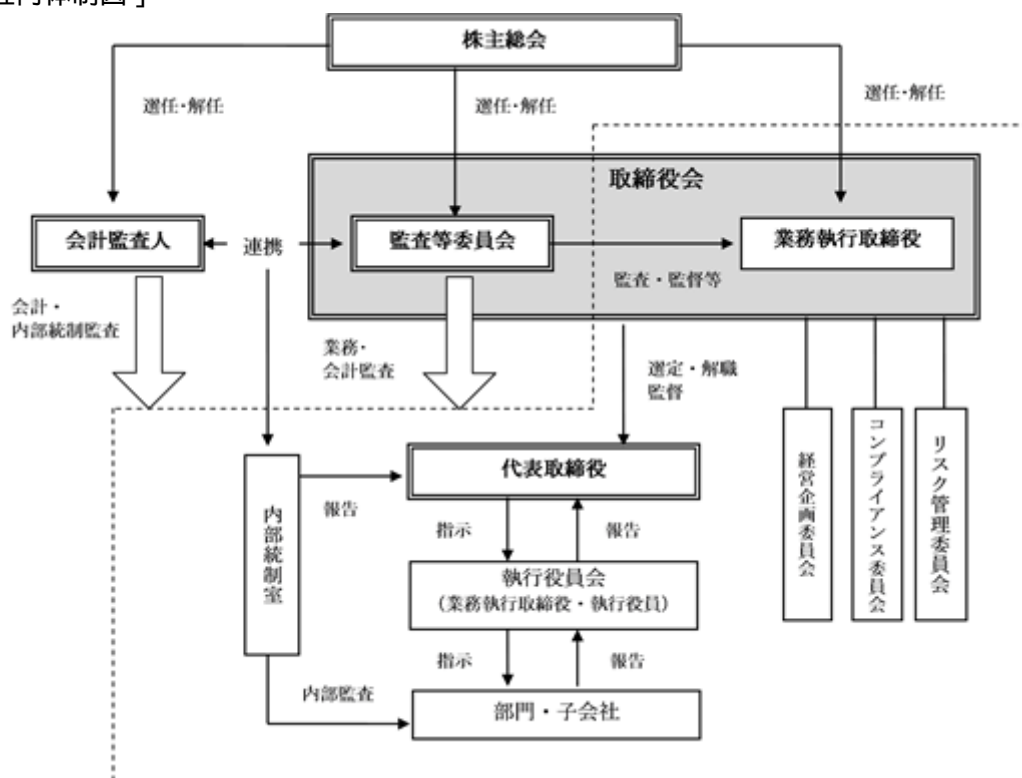 株主総会
選任・解任
選任・解任
選任・解任
取締役会
会計監査人
連携
監査等委員会
業務執行取締役
監査・監督等
会計・
内部統制監査
業務・
会計監査
選定・解職
監督
代表取締役
報告
指示
報告
内部統制室
執行役員会
(業務執行取締役・執行役員)
指示
報告
内部監査
部門・子会社
経営企画委員会
コンプライアンス委員会
リスク管理委員会